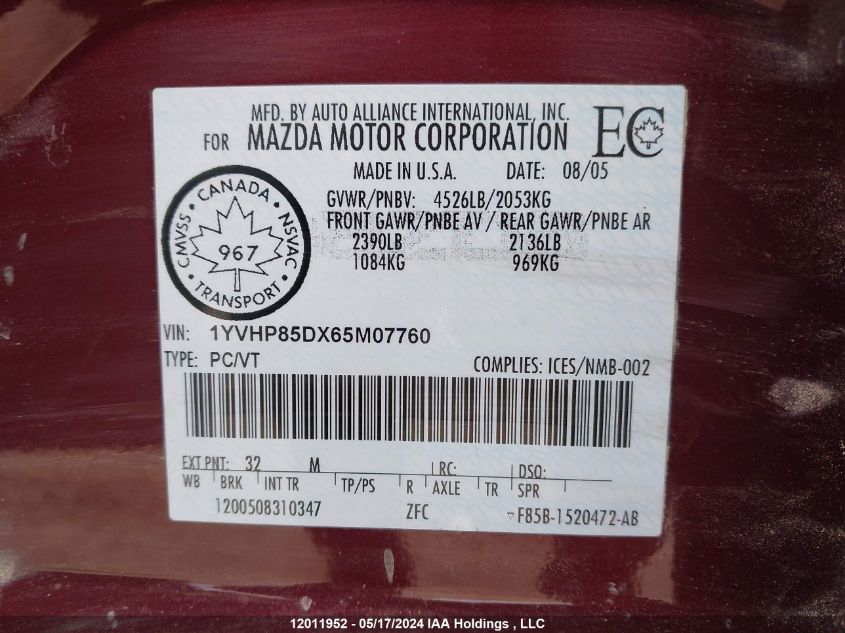 MFD. BY AUTO ALLIANCE INTERNATIONAL, INC.
FOR MAZDA MOTOR CORPORATION EC
MADE IN U.S.A. DATE: 08/05
GVWR/PNBV: 4526LB/2053KG
FRONT GAWR/PNBE AV / REAR GAWR/PNBE AR
2390LB 2136LB
1084KG 969KG
CANADA
CMVSS • NSVAC
967
TRANSPORT
VIN: 1YVHP85DX65M07760
TYPE: PC/VT COMPLIES: ICES/NMB-002
EXT PNT: 32 M RC: DSO:
WB BRK INT TR TP/PS R AXLE TR SPR
1200508310347 ZFC F85B-1520472-AB
12011952 - 05/17/2024 IAA Holdings , LLC